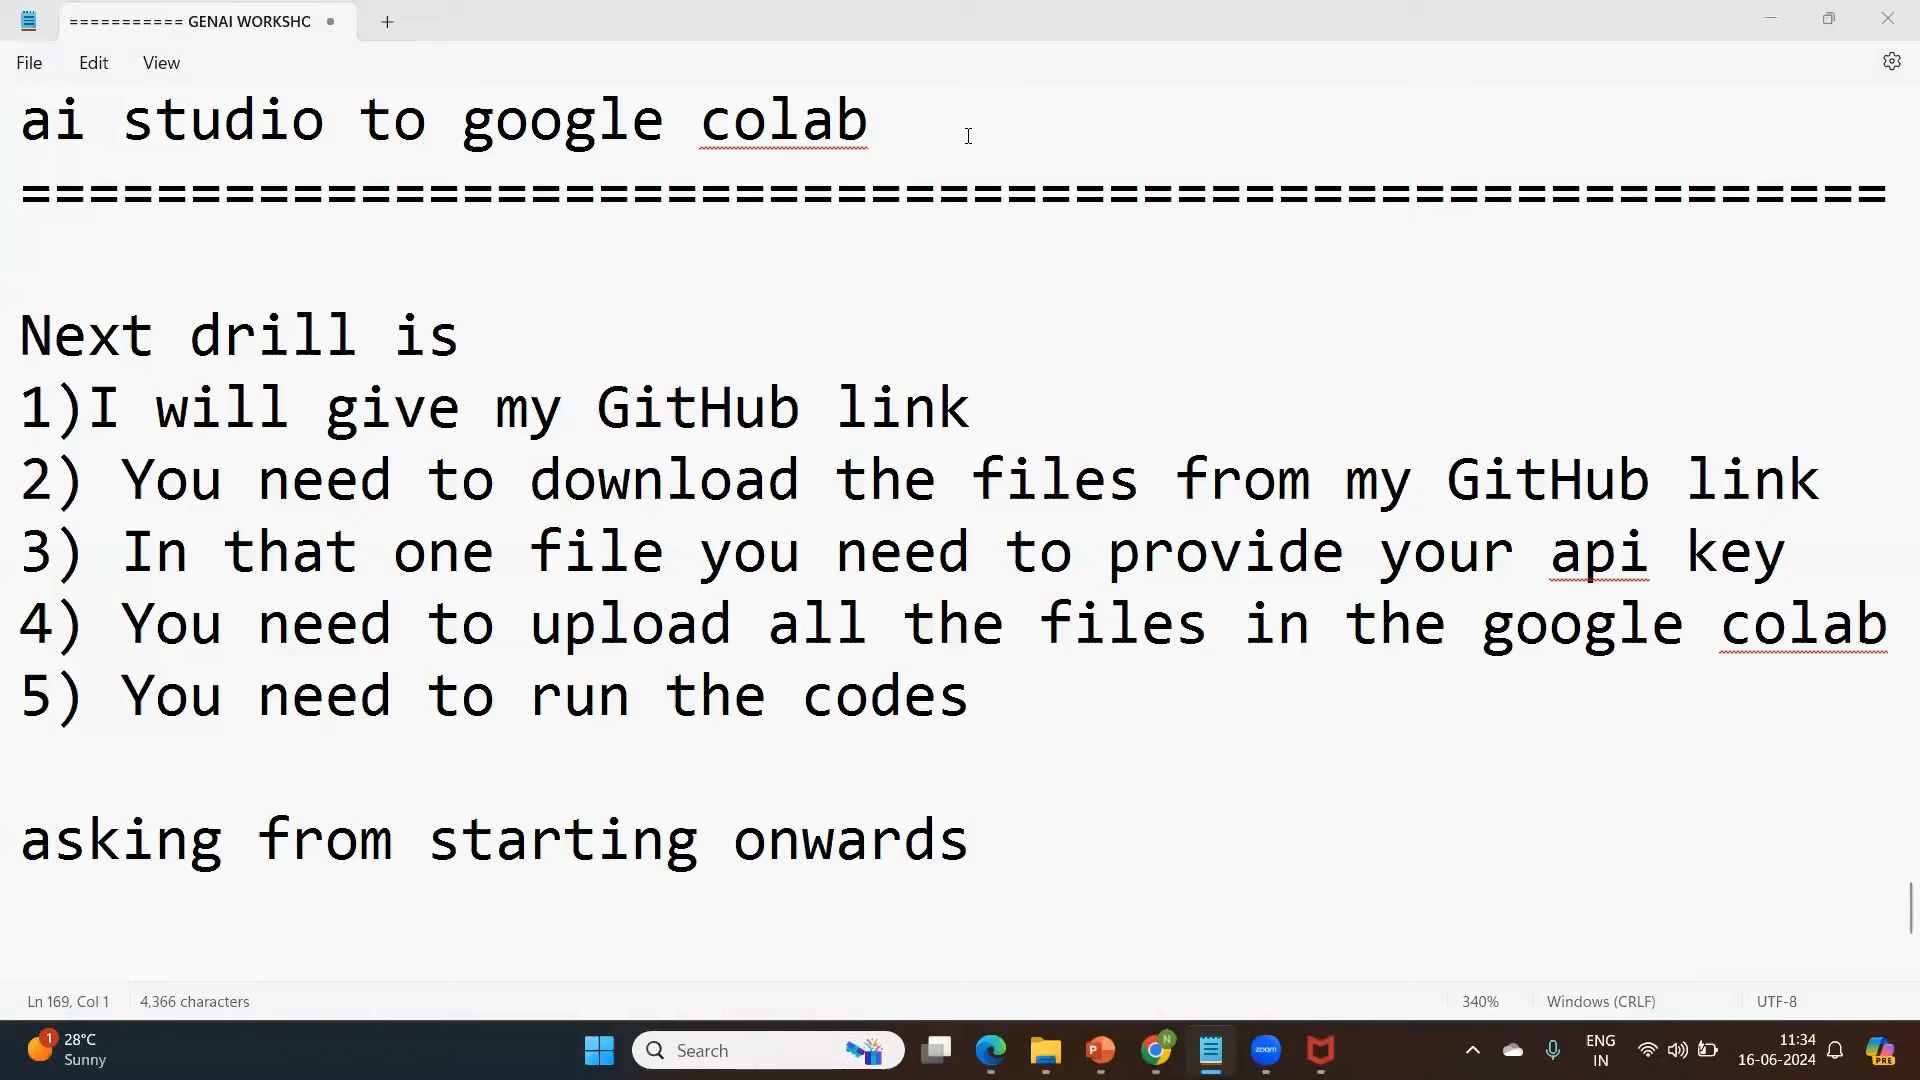 =========== GENAI WORKSHC
File Edit View
ai studio to google colab
=======================================================
Next drill is
1)I will give my GitHub link
2) You need to download the files from my GitHub link
3) In that one file you need to provide your api key
4) You need to upload all the files in the google colab
5) You need to run the codes
asking from starting onwards
Ln 169, Col 1 4,366 characters 340% Windows (CRLF) UTF-8
1 28°C
Sunny
Search
P
N
zoom
ENG
IN
11:34
16-06-2024
PRE